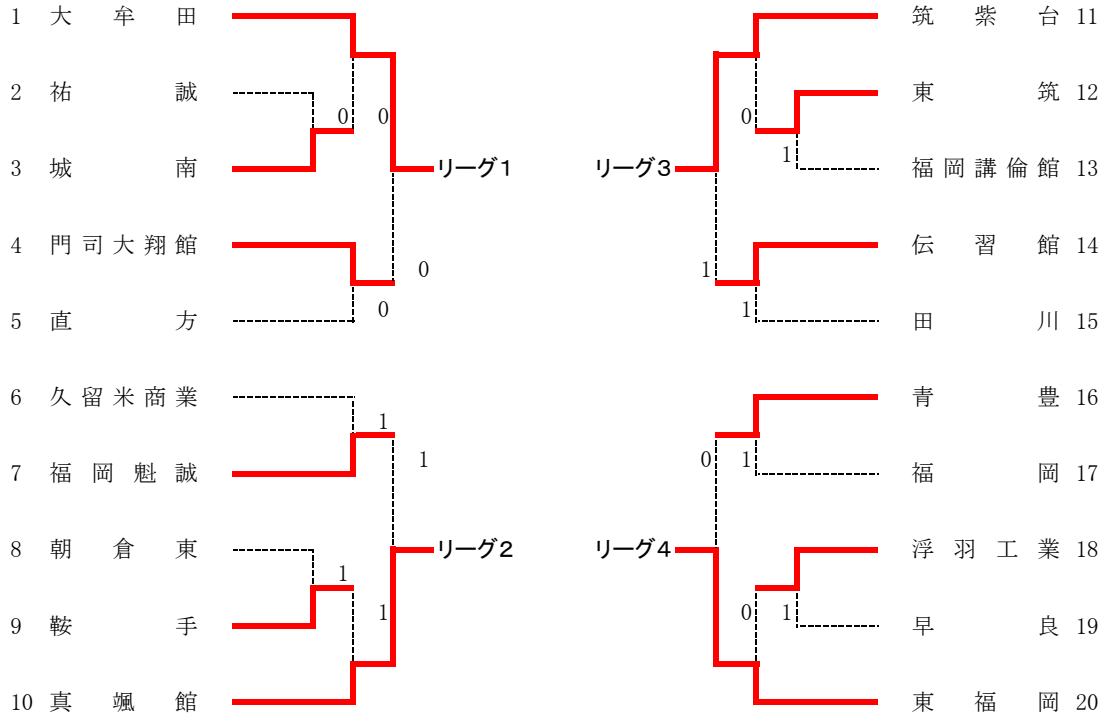 1 大牟田
2 祐誠
0 0
3 城南
リーグ1
4 門司大翔館
0
0
5 直方
6 久留米商業
1
1
7 福岡魁誠
8 朝倉東
リーグ2
1
9 鞍手
1
10 真颯館
筑紫台 11
東筑 12
0
リーグ3
1
福岡講倫館 13
伝習館 14
1
1
田川 15
青豊 16
0 1
福岡 17
リーグ4
浮羽工業 18
0 1
早良 19
東福岡 20